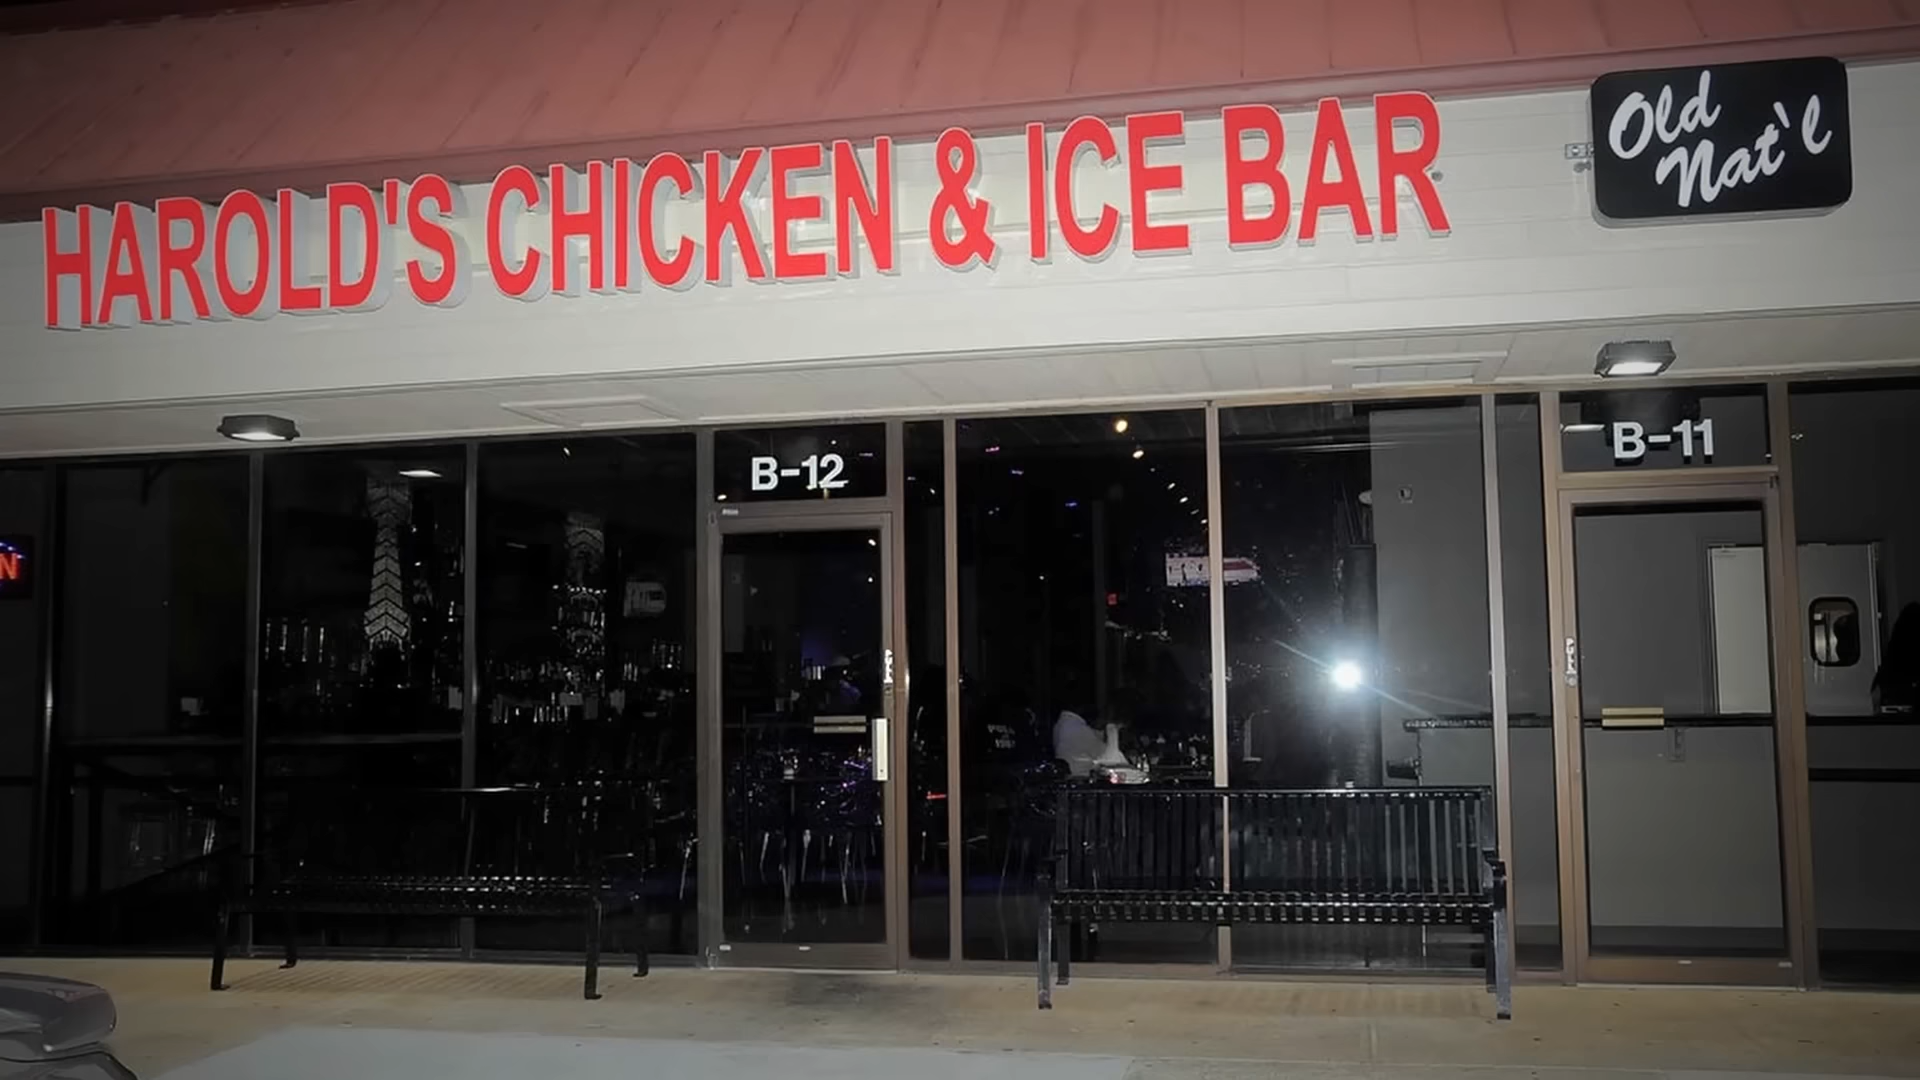 HAROLD'S CHICKEN & ICE BAR
Old
Nat'l
B-12
B-11
N